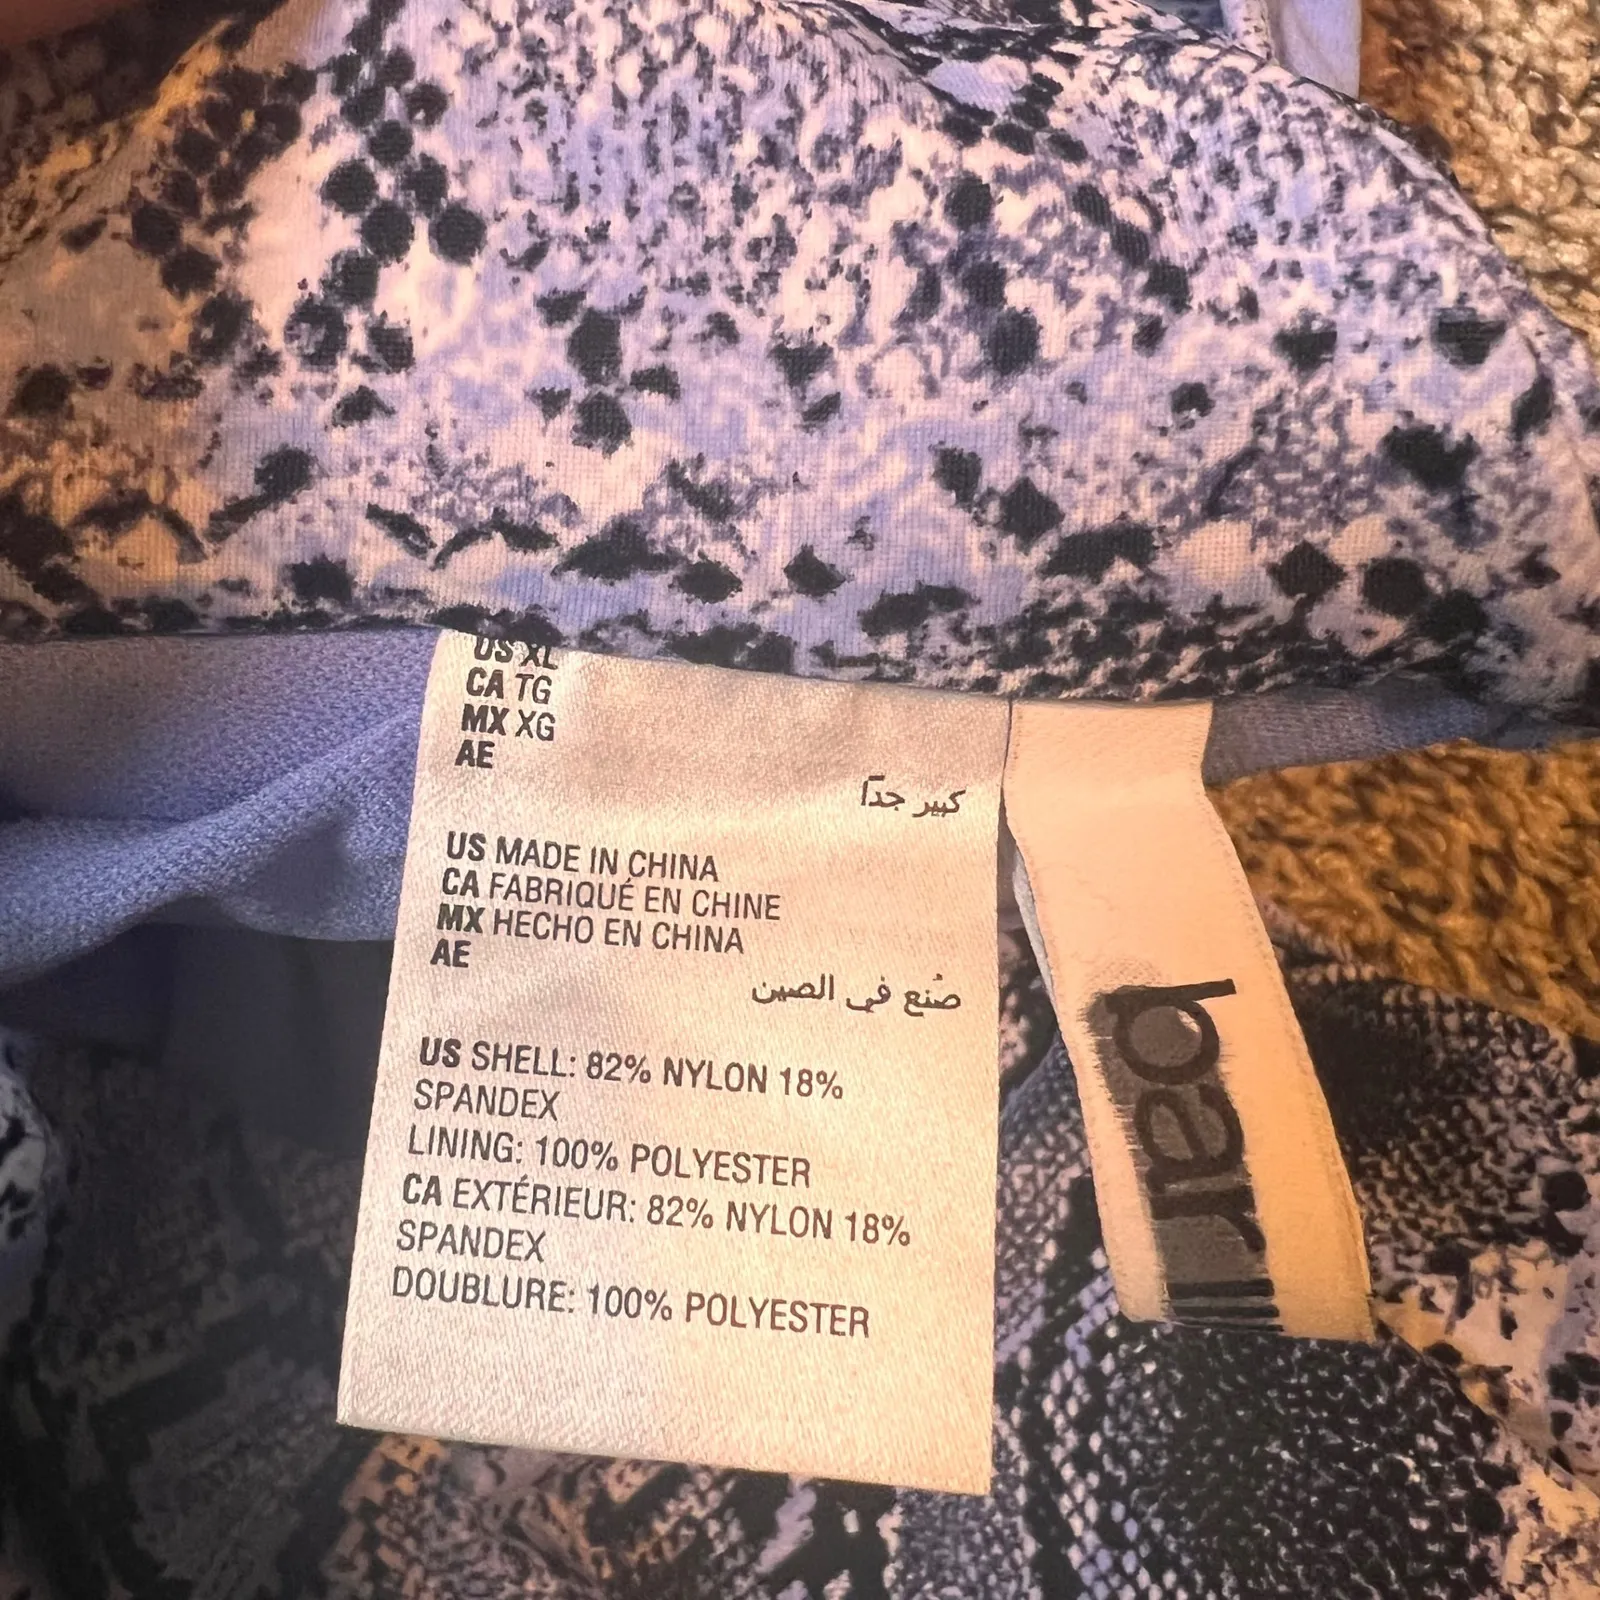 US XL
CA TG
MX XG
AE
كبير جدًا
US MADE IN CHINA
CA FABRIQUÉ EN CHINE
MX HECHO EN CHINA
AE
صُنع في الصين
US SHELL: 82% NYLON 18%
SPANDEX
LINING: 100% POLYESTER
CA EXTÉRIEUR: 82% NYLON 18%
SPANDEX
DOUBLURE: 100% POLYESTER